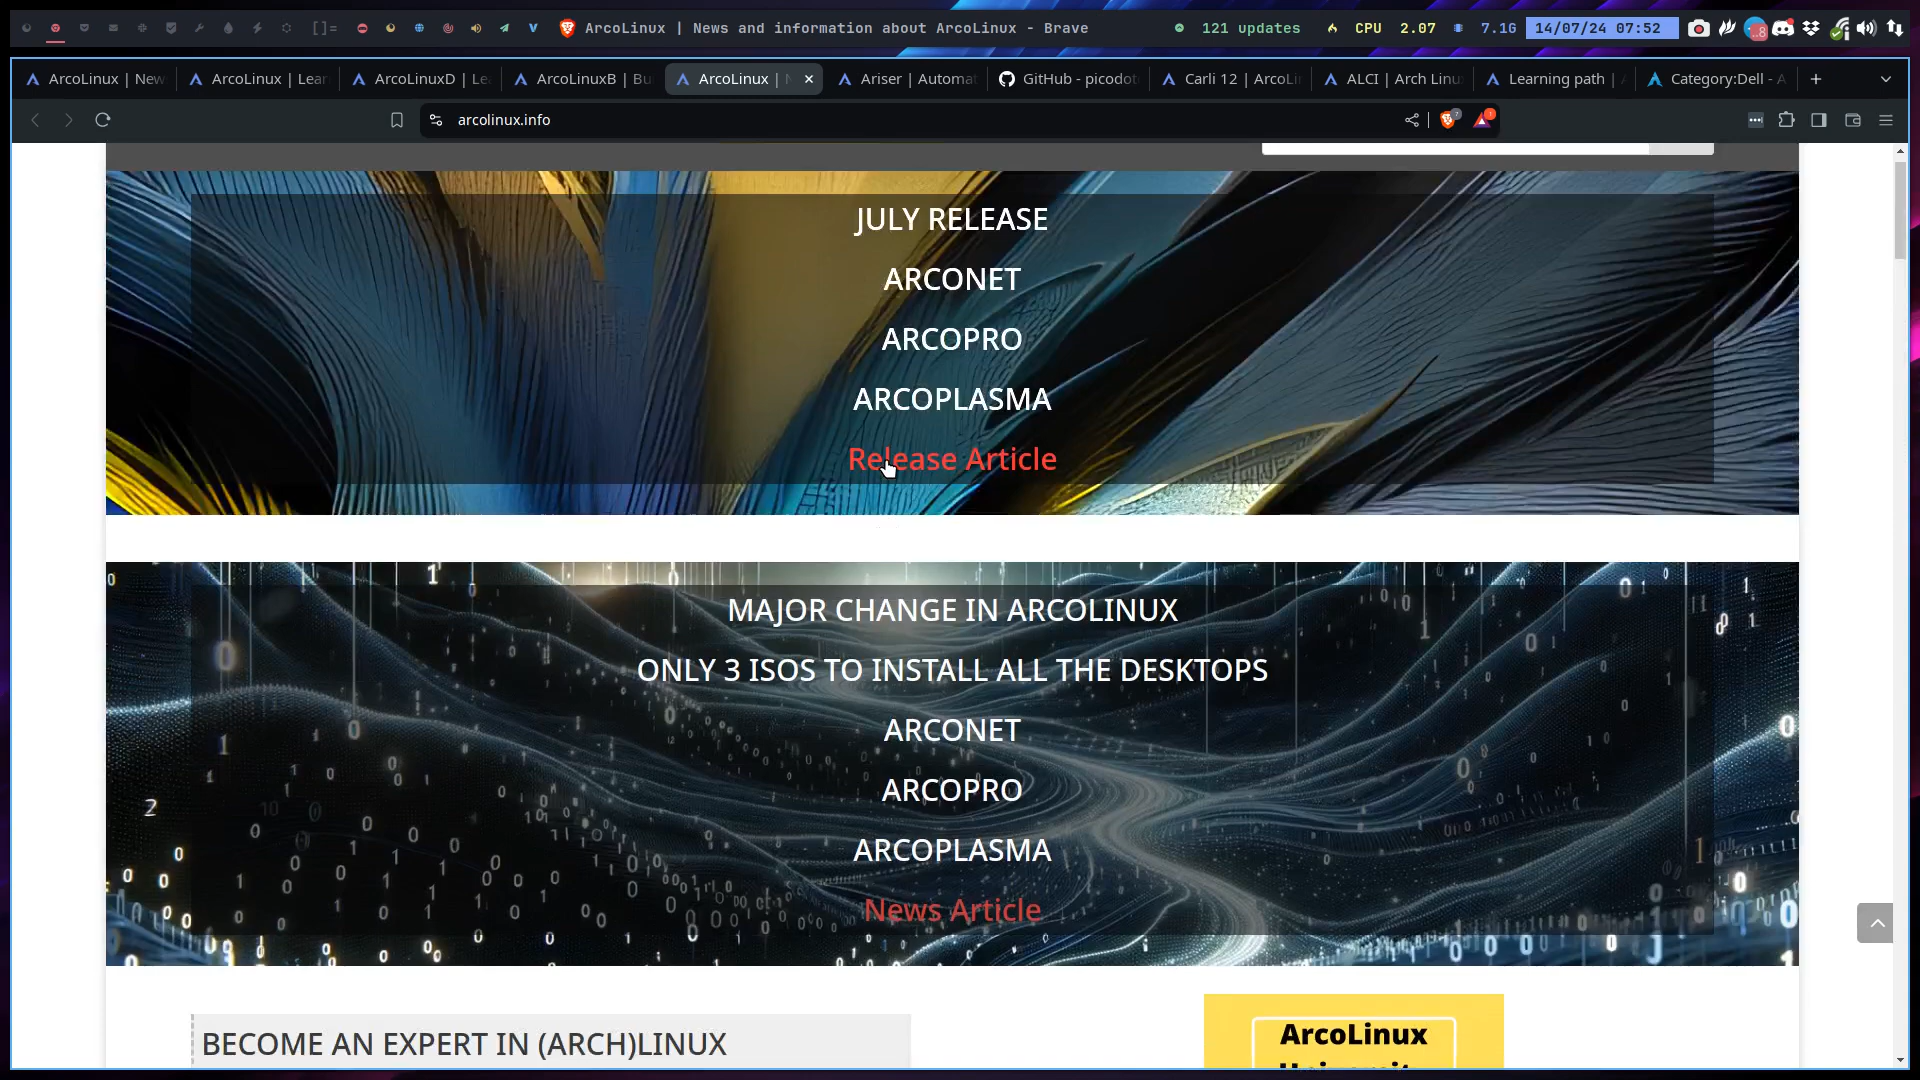 []=
ArcoLinux | News and information about ArcoLinux - Brave
121 updates
CPU 2.07
7.1G
14/07/24 07:52
ArcoLinux | New
ArcoLinux | Lear
ArcoLinuxD | Le
ArcoLinuxB | Bu
ArcoLinux |
Ariser | Automat
GitHub - picodot
Carli 12 | ArcoLi
ALCI | Arch Linu
Learning path |
Category:Dell - A
arcolinux.info
JULY RELEASE
ARCONET
ARCOPRO
ARCOPLASMA
Release Article
MAJOR CHANGE IN ARCOLINUX
ONLY 3 ISOS TO INSTALL ALL THE DESKTOPS
ARCONET
ARCOPRO
ARCOPLASMA
News Article
BECOME AN EXPERT IN (ARCH)LINUX
ArcoLinux